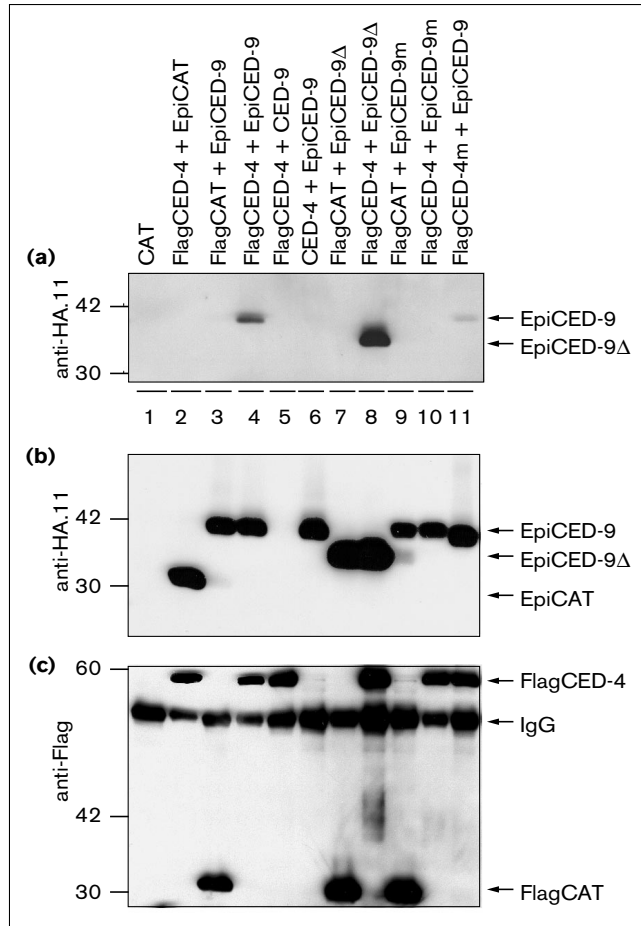 CAT
FlagCED-4 + EpiCAT
FlagCAT + EpiCED-9
FlagCED-4 + EpiCED-9
FlagCED-4 + CED-9
CED-4 + EpiCED-9
FlagCAT + EpiCED-9Δ
FlagCED-4 + EpiCED-9Δ
FlagCAT + EpiCED-9m
FlagCED-4 + EpiCED-9m
FlagCED-4m + EpiCED-9
(a)
anti-HA.11
42
30
EpiCED-9
EpiCED-9Δ
1 2 3 4 5 6 7 8 9 10 11
(b)
anti-HA.11
42
30
EpiCED-9
EpiCED-9Δ
EpiCAT
(c)
anti-Flag
60
42
30
FlagCED-4
IgG
FlagCAT